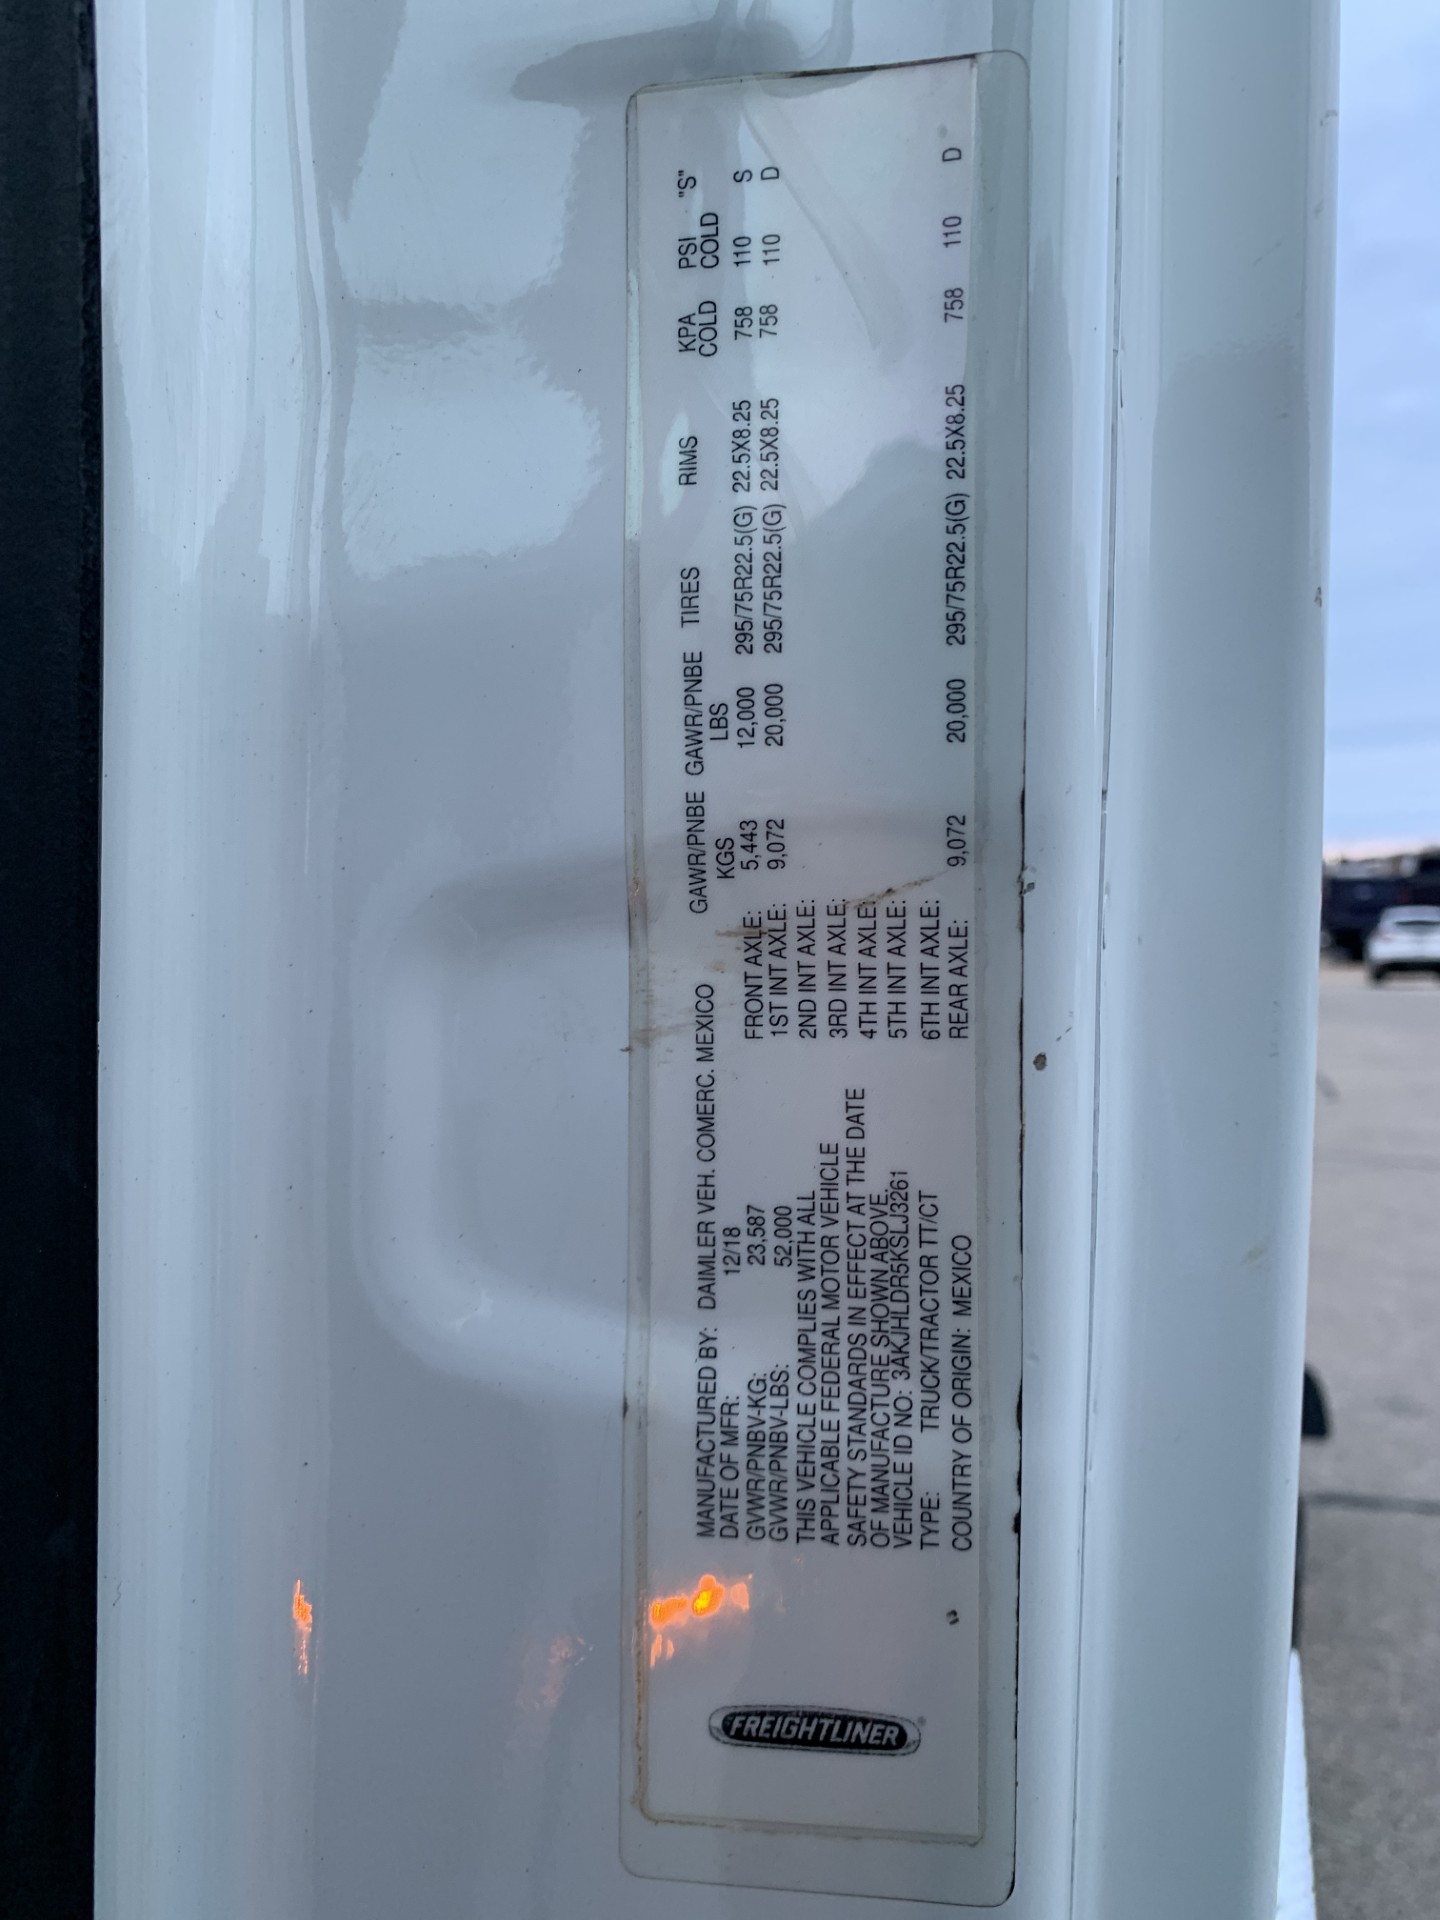 FREIGHTLINER
MANUFACTURED BY: DAIMLER VEH. COMERC. MEXICO
DATE OF MFR: 12/18
GVWR/PNBV-KG: 23,587
GVWR/PNBV-LBS: 52,000
THIS VEHICLE COMPLIES WITH ALL
APPLICABLE FEDERAL MOTOR VEHICLE
SAFETY STANDARDS IN EFFECT AT THE DATE
OF MANUFACTURE SHOWN ABOVE.
VEHICLE ID NO: 3AKJHLDR5KSLJ3261
TYPE: TRUCK/TRACTOR TT/CT
COUNTRY OF ORIGIN: MEXICO
GAWR/PNBE GAWR/PNBE TIRES RIMS KPA PSI "S"
KGS LBS COLD COLD
FRONT AXLE: 5,443 12,000 295/75R22.5(G) 22.5X8.25 758 110 S
1ST INT AXLE: 9,072 20,000 295/75R22.5(G) 22.5X8.25 758 110 D
2ND INT AXLE:
3RD INT AXLE:
4TH INT AXLE:
5TH INT AXLE:
6TH INT AXLE:
REAR AXLE: 9,072 20,000 295/75R22.5(G) 22.5X8.25 758 110 D